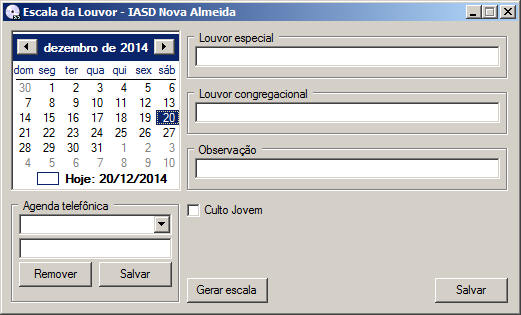 Escala da Louvor - IASD Nova Almeida
dezembro de 2014
dom seg ter qua qui sex sáb
30 1 2 3 4 5 6
7 8 9 10 11 12 13
14 15 16 17 18 19 20
21 22 23 24 25 26 27
28 29 30 31 1 2 3
4 5 6 7 8 9 10
Hoje: 20/12/2014
Louvor especial
Louvor congregacional
Observação
Agenda telefônica
Remover Salvar
Culto Jovem
Gerar escala Salvar